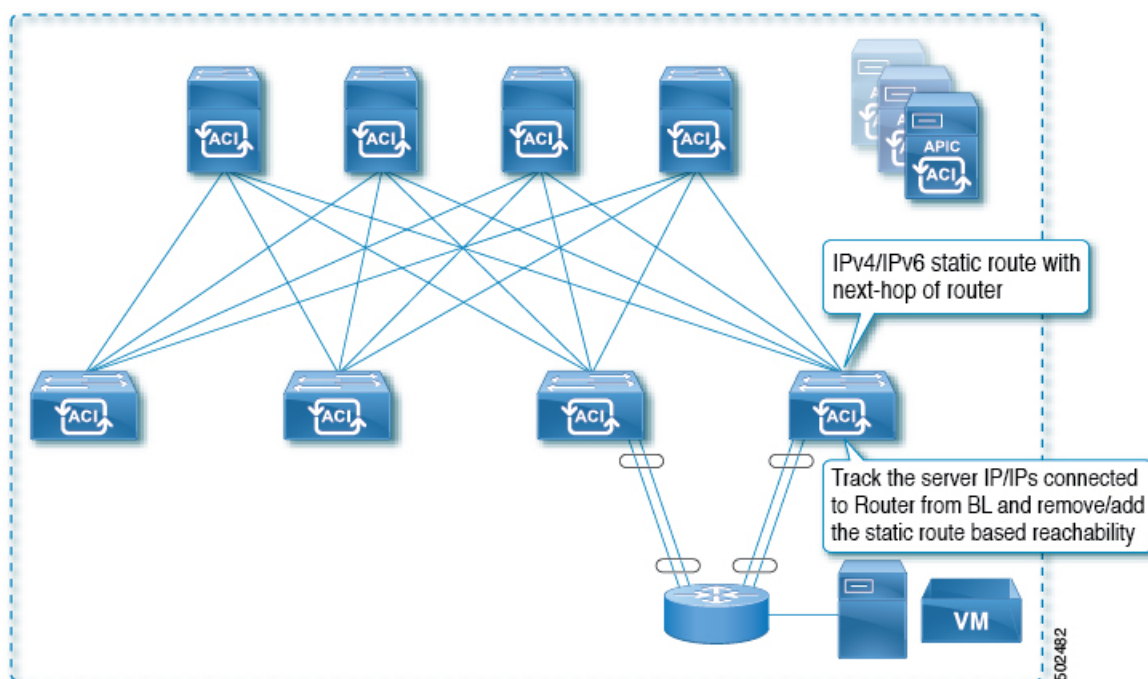 ACI
ACI
ACI
ACI
APIC
ACI
IPv4/IPv6 static route with
next-hop of router
ACI
ACI
ACI
ACI
Track the server IP/IPs connected
to Router from BL and remove/add
the static route based reachability
VM
502482